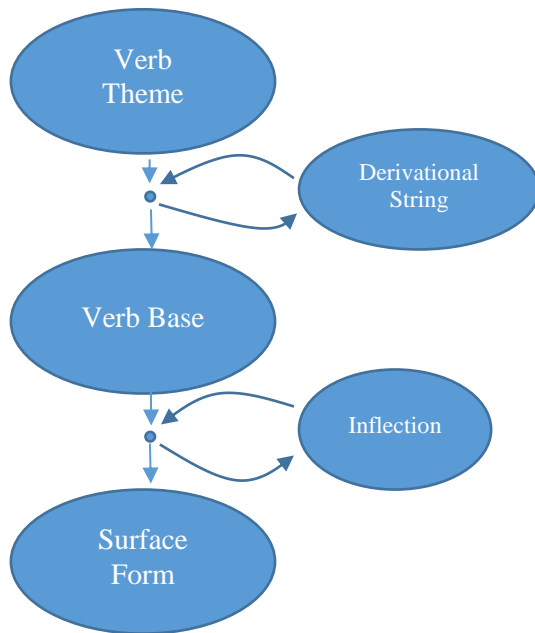 Verb
Theme
Derivational
String
Verb Base
Inflection
Surface
Form